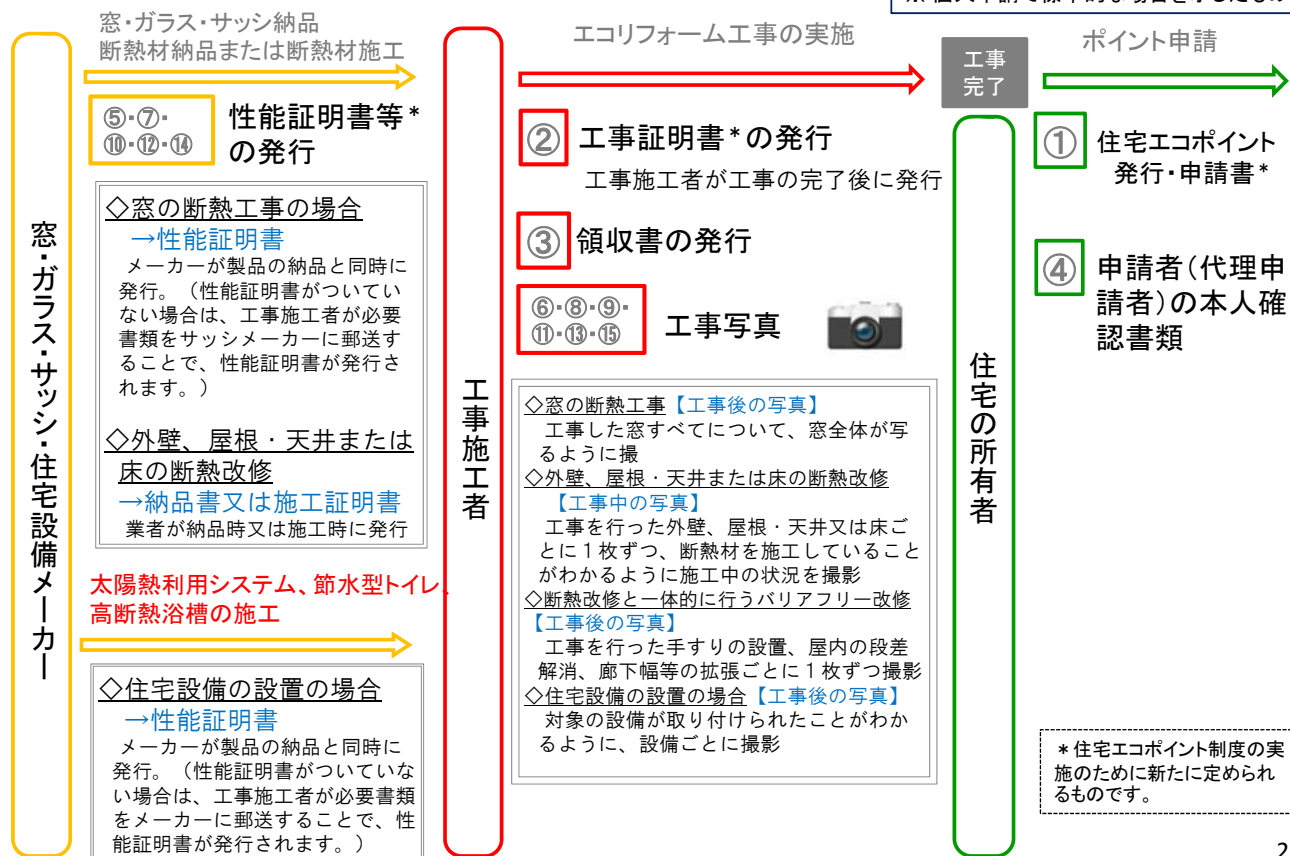 ※個人申請で標準的な場合を示したもの
窓・ガラス・サッシ納品
断熱材納品または断熱材施工
エコリフォーム工事の実施
工事
完了
ポイント申請
窓・ガラス・サッシ・住宅設備メーカー
⑤・⑦・
⑩・⑫・⑭
性能証明書等*
の発行
◇窓の断熱工事の場合
→性能証明書
メーカーが製品の納品と同時に
発行。（性能証明書がついてい
ない場合は、工事施工者が必要
書類をサッシメーカーに郵送す
ることで、性能証明書が発行さ
れます。）
◇外壁、屋根・天井または
床の断熱改修
→納品書又は施工証明書
業者が納品時又は施工時に発行
太陽熱利用システム、節水型トイレ、
高断熱浴槽の施工
◇住宅設備の設置の場合
→性能証明書
メーカーが製品の納品と同時に
発行。（性能証明書がついていな
い場合は、工事施工者が必要書類
をメーカーに郵送することで、性
能証明書が発行されます。）
工事施工者
② 工事証明書*の発行
工事施工者が工事の完了後に発行
③ 領収書の発行
⑥・⑧・⑨・
⑪・⑬・⑮
工事写真
◇窓の断熱工事【工事後の写真】
工事した窓すべてについて、窓全体が写
るように撮
◇外壁、屋根・天井または床の断熱改修
【工事中の写真】
工事を行った外壁、屋根・天井又は床ご
とに１枚ずつ、断熱材を施工していること
がわかるように施工中の状況を撮影
◇断熱改修と一体的に行うバリアフリー改修
【工事後の写真】
工事を行った手すりの設置、屋内の段差
解消、廊下幅等の拡張ごとに１枚ずつ撮影
◇住宅設備の設置の場合【工事後の写真】
対象の設備が取り付けられたことがわか
るように、設備ごとに撮影
住宅の所有者
① 住宅エコポイント
発行・申請書*
④ 申請者（代理申
請者）の本人確
認書類
*住宅エコポイント制度の実
施のために新たに定められ
るものです。
2